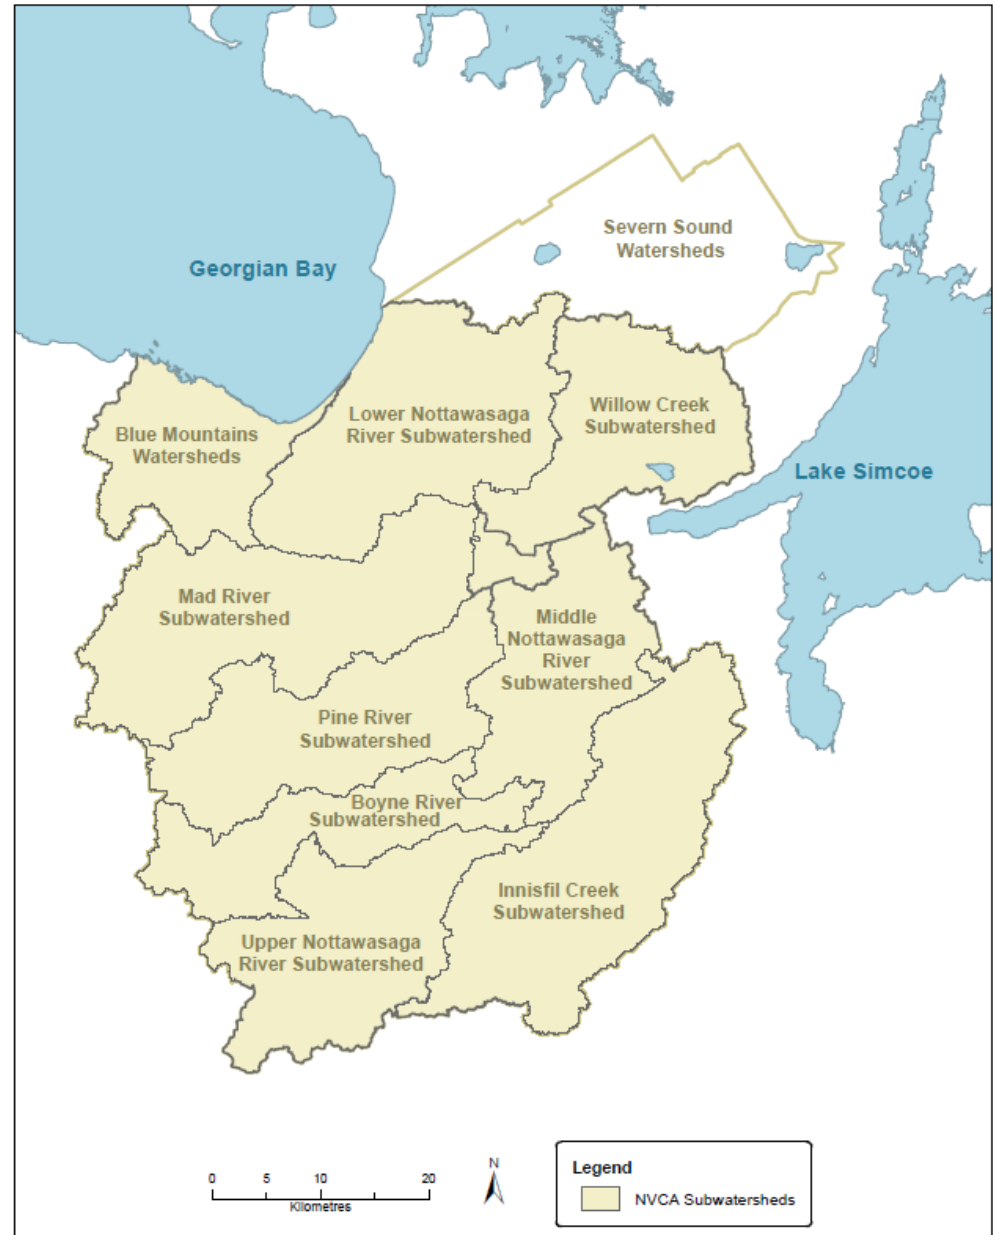 Severn Sound
Watersheds
Georgian Bay
Lower Nottawasaga
River Subwatershed
Willow Creek
Subwatershed
Blue Mountains
Watersheds
Lake Simcoe
Mad River
Subwatershed
Middle
Nottawasaga
River
Subwatershed
Pine River
Subwatershed
Boyne River
Subwatershed
Innisfil Creek
Subwatershed
Upper Nottawasaga
River Subwatershed
0 5 10 20
Kilometres
N
Legend
NVCA Subwatersheds